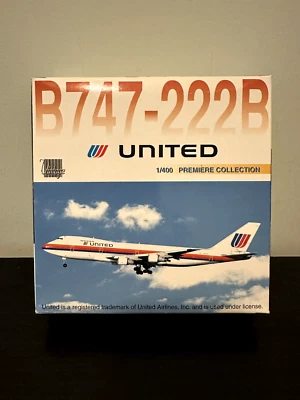 B747-222B
UNITED
1/400 PREMIERE COLLECTION
United is a registered trademark of United Airlines, Inc. and is used under license.